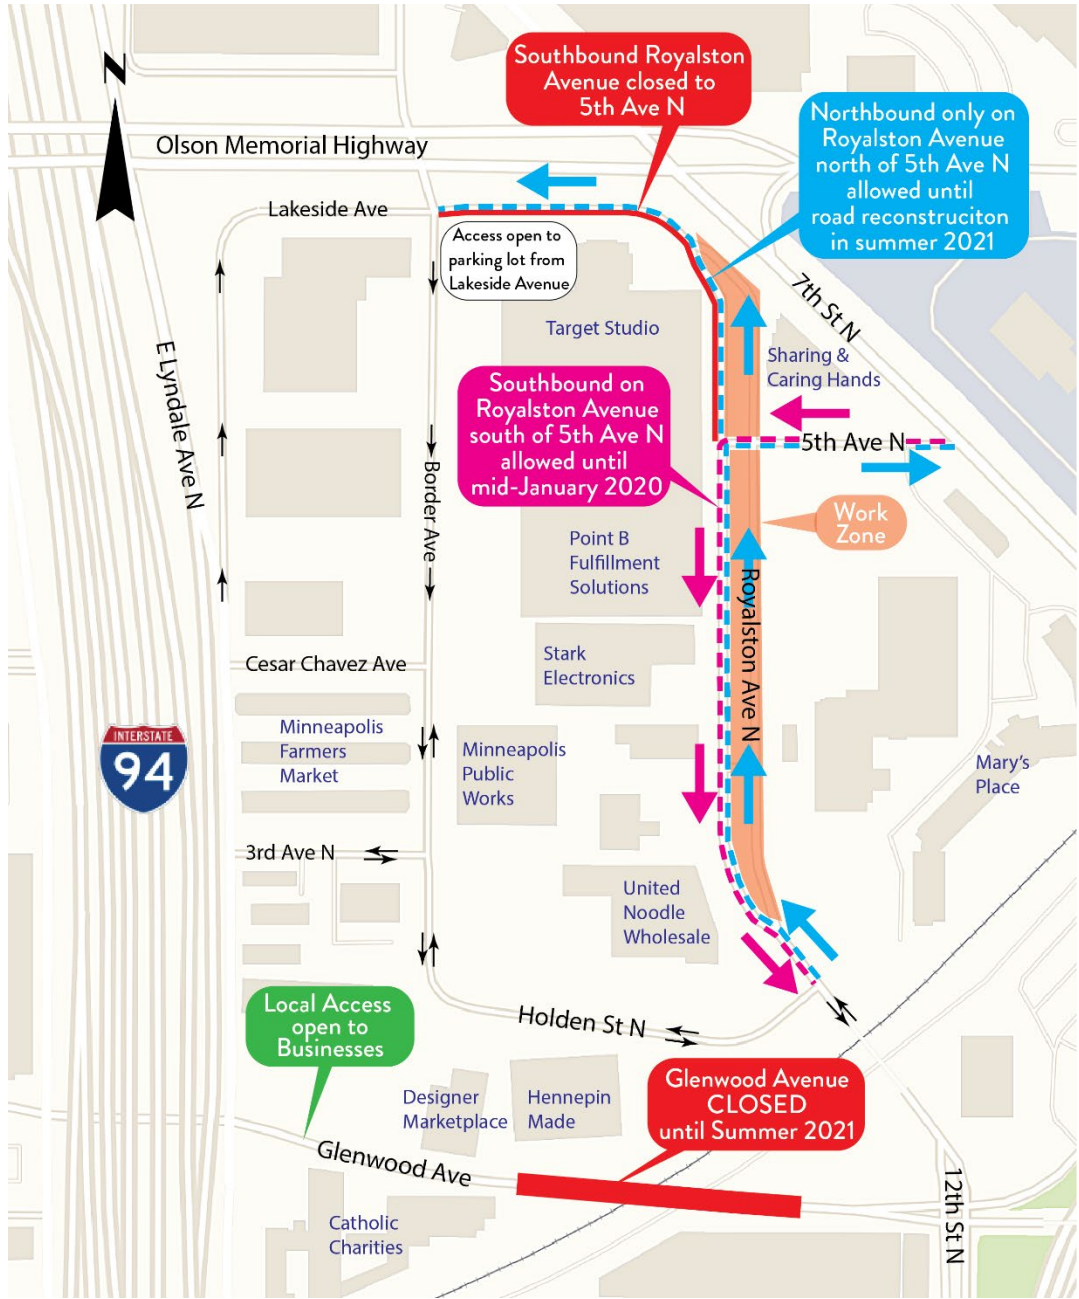 N
Olson Memorial Highway
Southbound Royalston
Avenue closed to
5th Ave N
Northbound only on
Royalston Avenue
north of 5th Ave N
allowed until
road reconstruciton
in summer 2021
Lakeside Ave
Access open to
parking lot from
Lakeside Avenue
7th St N
Target Studio
Sharing &
Caring Hands
E Lyndale Ave N
Southbound on
Royalston Avenue
south of 5th Ave N
allowed until
mid-January 2020
5th Ave N
Border Ave
Work
Zone
Point B
Fulfillment
Solutions
Royalston Ave N
Stark
Electronics
Cesar Chavez Ave
INTERSTATE
94
Minneapolis
Farmers
Market
Minneapolis
Public
Works
Mary's
Place
3rd Ave N
United
Noodle
Wholesale
Local Access
open to
Businesses
Holden St N
Designer
Marketplace
Hennepin
Made
Glenwood Avenue
CLOSED
until Summer 2021
Glenwood Ave
12th St N
Catholic
Charities